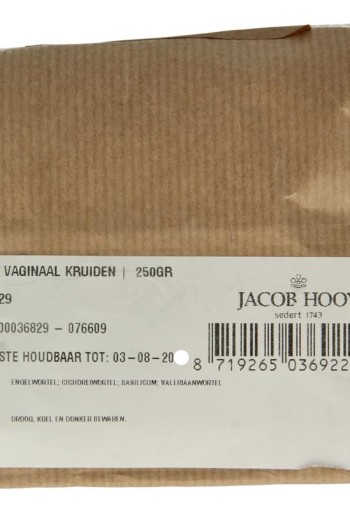 VAGINAAL KRUIDEN | 250GR
29
00036829 - 076609
STE HOUDBAAR TOT: 03-08-20
JACOB HOOY
sedert 1743
8 719265 036922
ENGELWORTEL; CICHOREIWORTEL; BASILICUM; VALERIAANWORTEL
DROOG, KOEL EN DONKER BEWAREN.